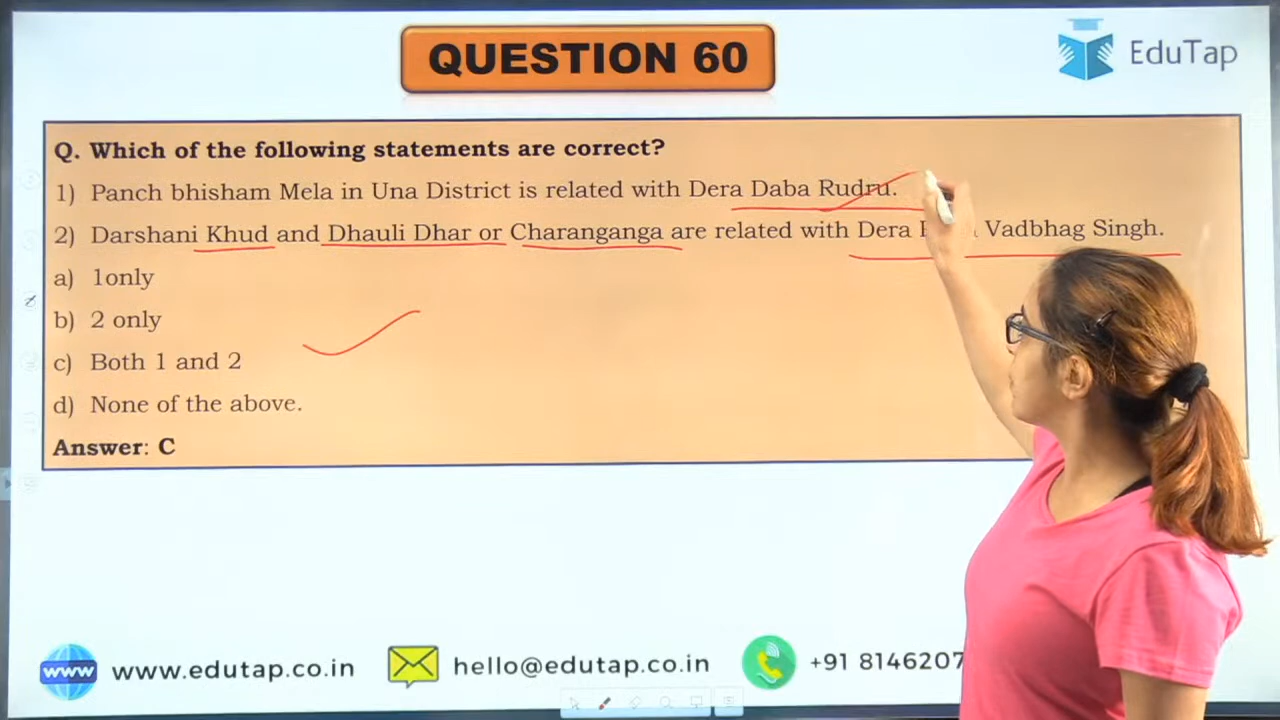 QUESTION 60
EduTap
Q. Which of the following statements are correct?
1) Panch bhisham Mela in Una District is related with Dera Daba Rudru.
2) Darshani Khud and Dhauli Dhar or Charanganga are related with Dera Vadbhag Singh.
a) 1only
b) 2 only
c) Both 1 and 2
d) None of the above.
Answer: C
www www.edutap.co.in hello@edutap.co.in +91 8146207